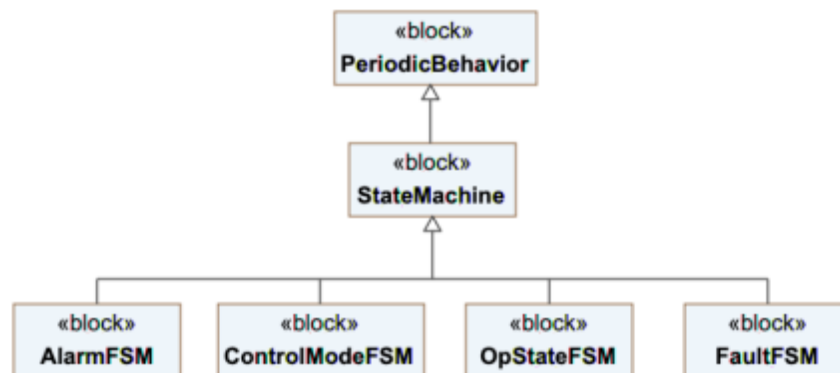 «block»
PeriodicBehavior
«block»
StateMachine
«block» «block» «block» «block»
AlarmFSM ControlModeFSM OpStateFSM FaultFSM